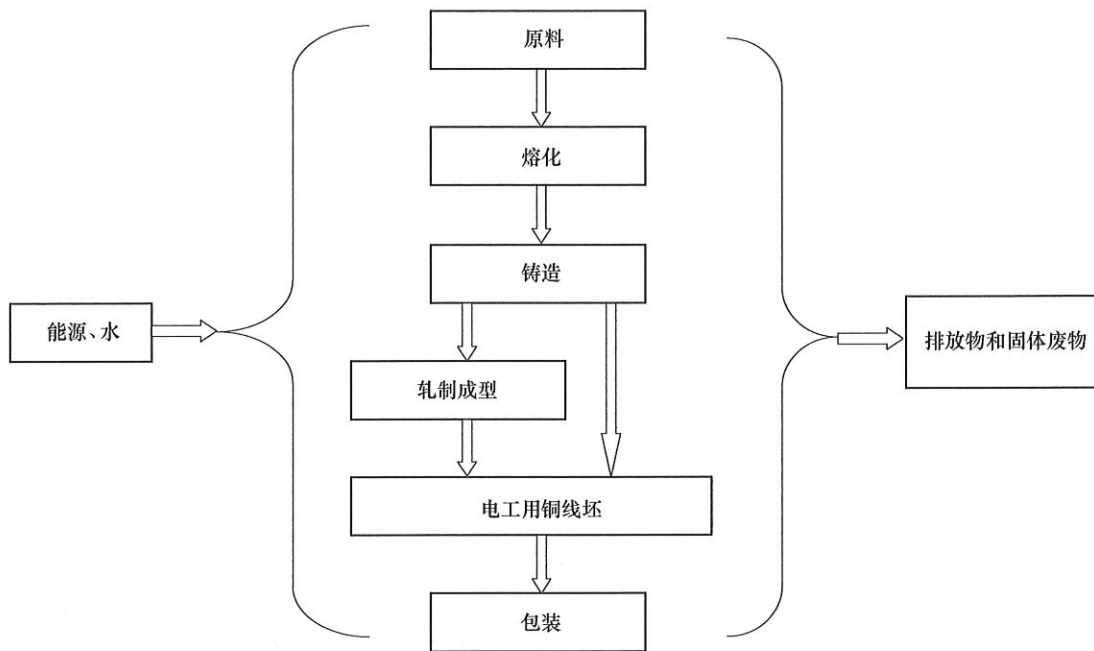 原料
熔化
铸造
能源、水
排放物和固体废物
轧制成型
电工用铜线坯
包装